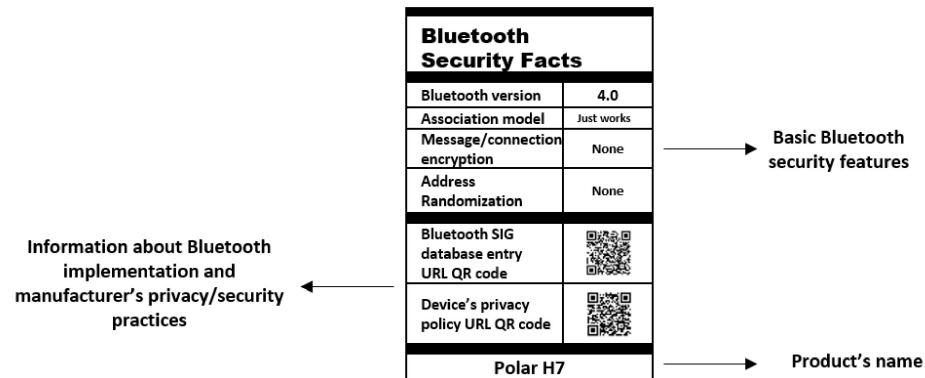 Bluetooth
Security Facts
Bluetooth version 4.0
Association model Just works
Message/connection
encryption None
Address
Randomization None
Basic Bluetooth
security features
Bluetooth SIG
database entry
URL QR code
Device's privacy
policy URL QR code
Information about Bluetooth
implementation and
manufacturer's privacy/security
practices
Polar H7
Product's name